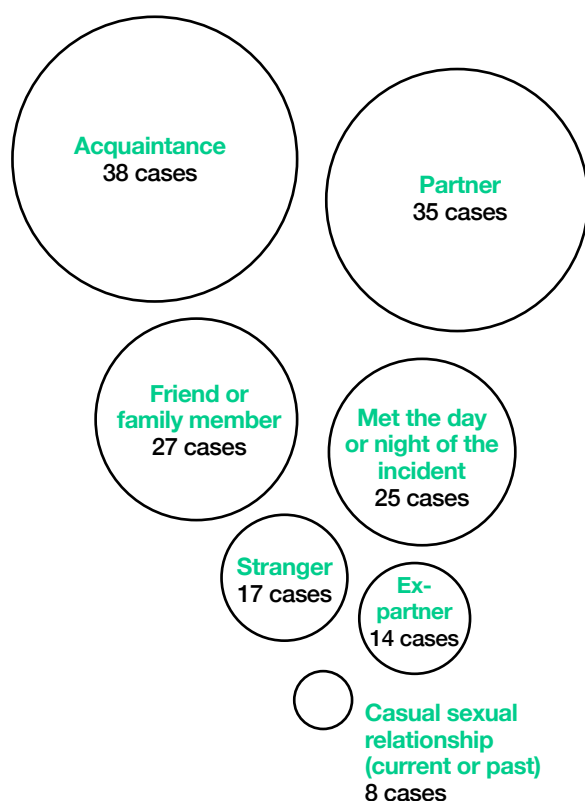 Acquaintance
38 cases
Partner
35 cases
Friend or
family member
27 cases
Met the day
or night of the
incident
25 cases
Stranger
17 cases
Ex-
partner
14 cases
Casual sexual
relationship
(current or past)
8 cases